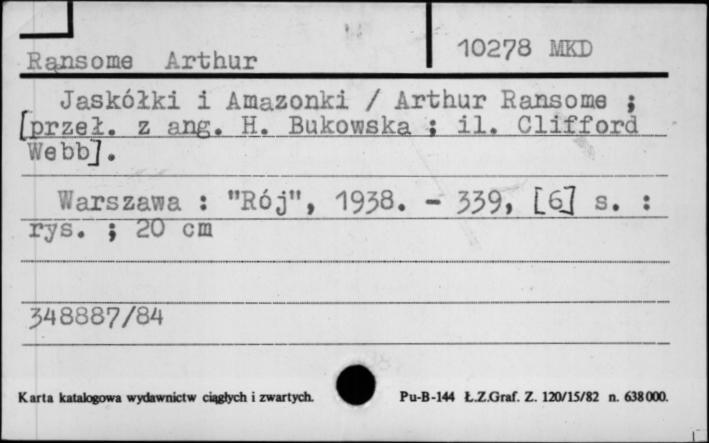 Ransome Arthur
10278 MKD
Jaskółki i Amazonki / Arthur Ransome ;
[przeł. z ang. H. Bukowska ; il. Clifford
Webb].
Warszawa : "Rój", 1938. - 339, [6] s. :
rys. ; 20 cm
348887/84
Karta katalogowa wydawnictw ciągłych i zwartych.
Pu-B-144 Ł.Z.Graf. Z. 120/15/82 n. 638000.